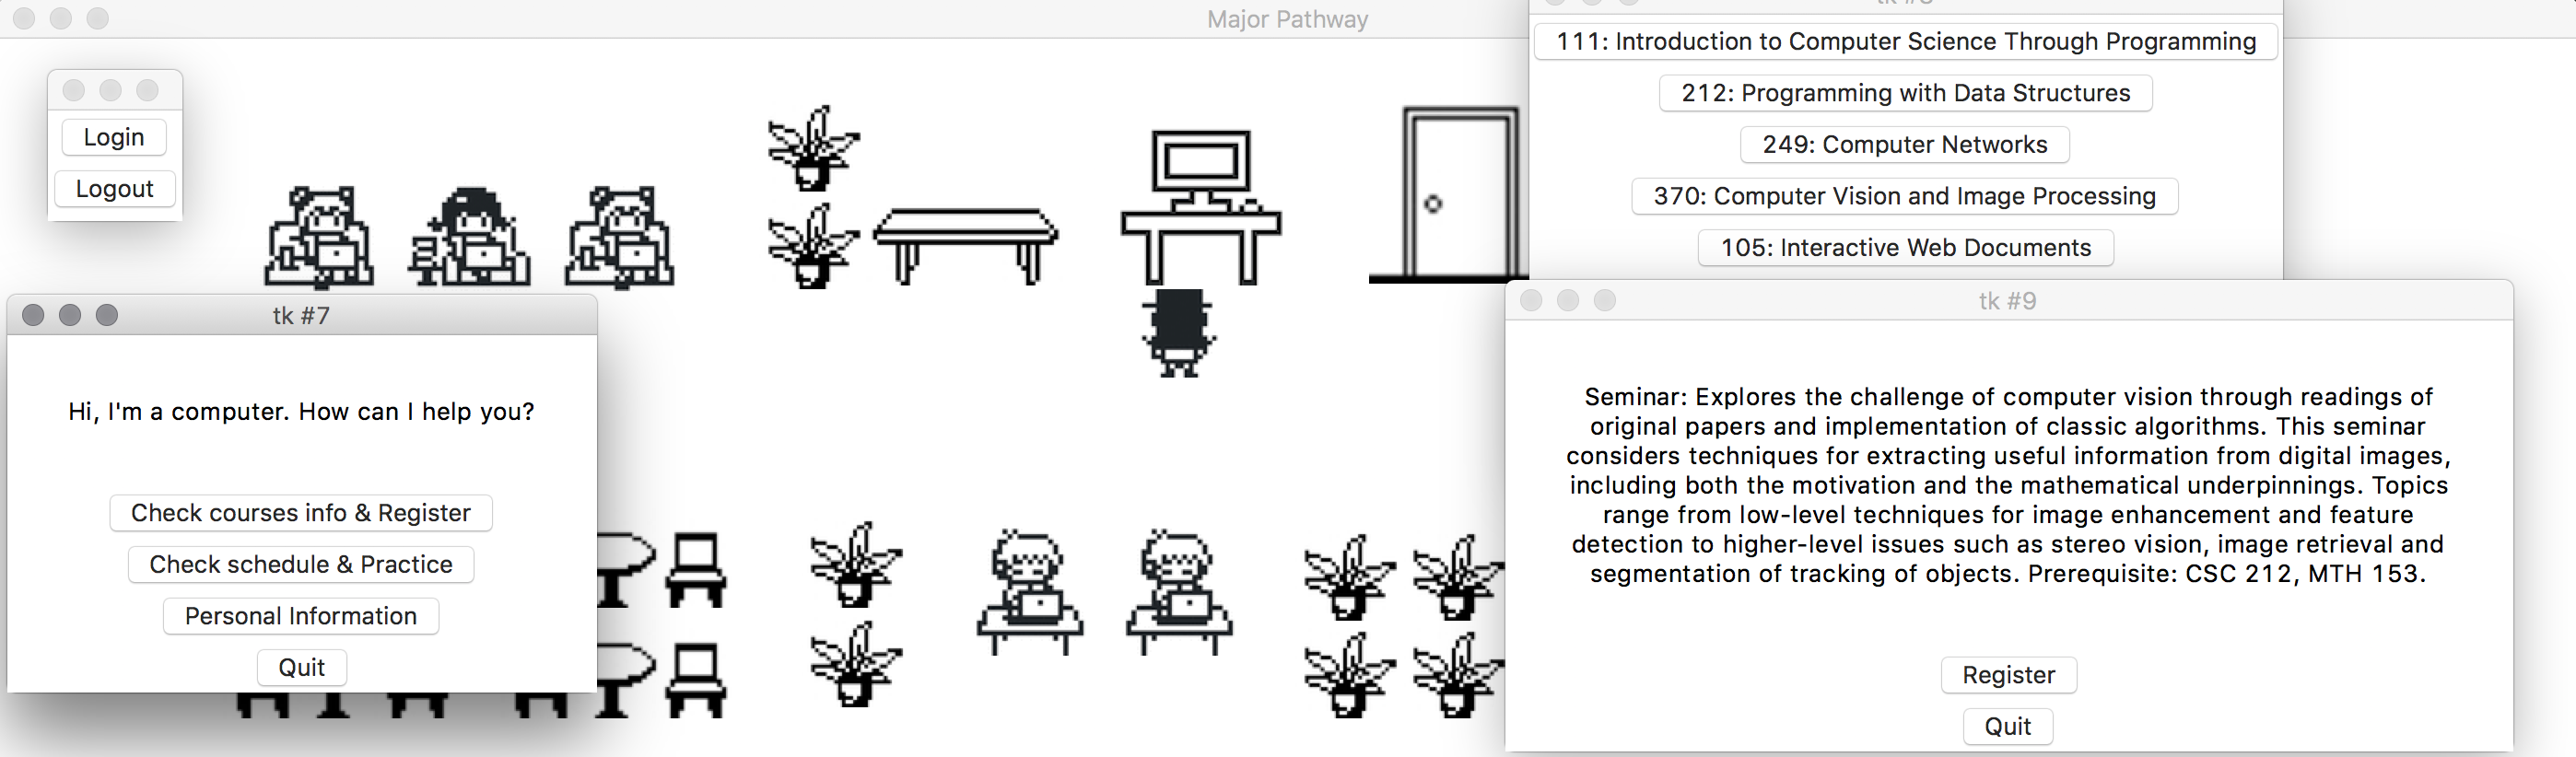 Major Pathway
Login
Logout
111: Introduction to Computer Science Through Programming
212: Programming with Data Structures
249: Computer Networks
370: Computer Vision and Image Processing
105: Interactive Web Documents
tk #7
Hi, I'm a computer. How can I help you?
Check courses info & Register
Check schedule & Practice
Personal Information
Quit
tk #9
Seminar: Explores the challenge of computer vision through readings of
original papers and implementation of classic algorithms. This seminar
considers techniques for extracting useful information from digital images,
including both the motivation and the mathematical underpinnings. Topics
range from low-level techniques for image enhancement and feature
detection to higher-level issues such as stereo vision, image retrieval and
segmentation of tracking of objects. Prerequisite: CSC 212, MTH 153.
Register
Quit